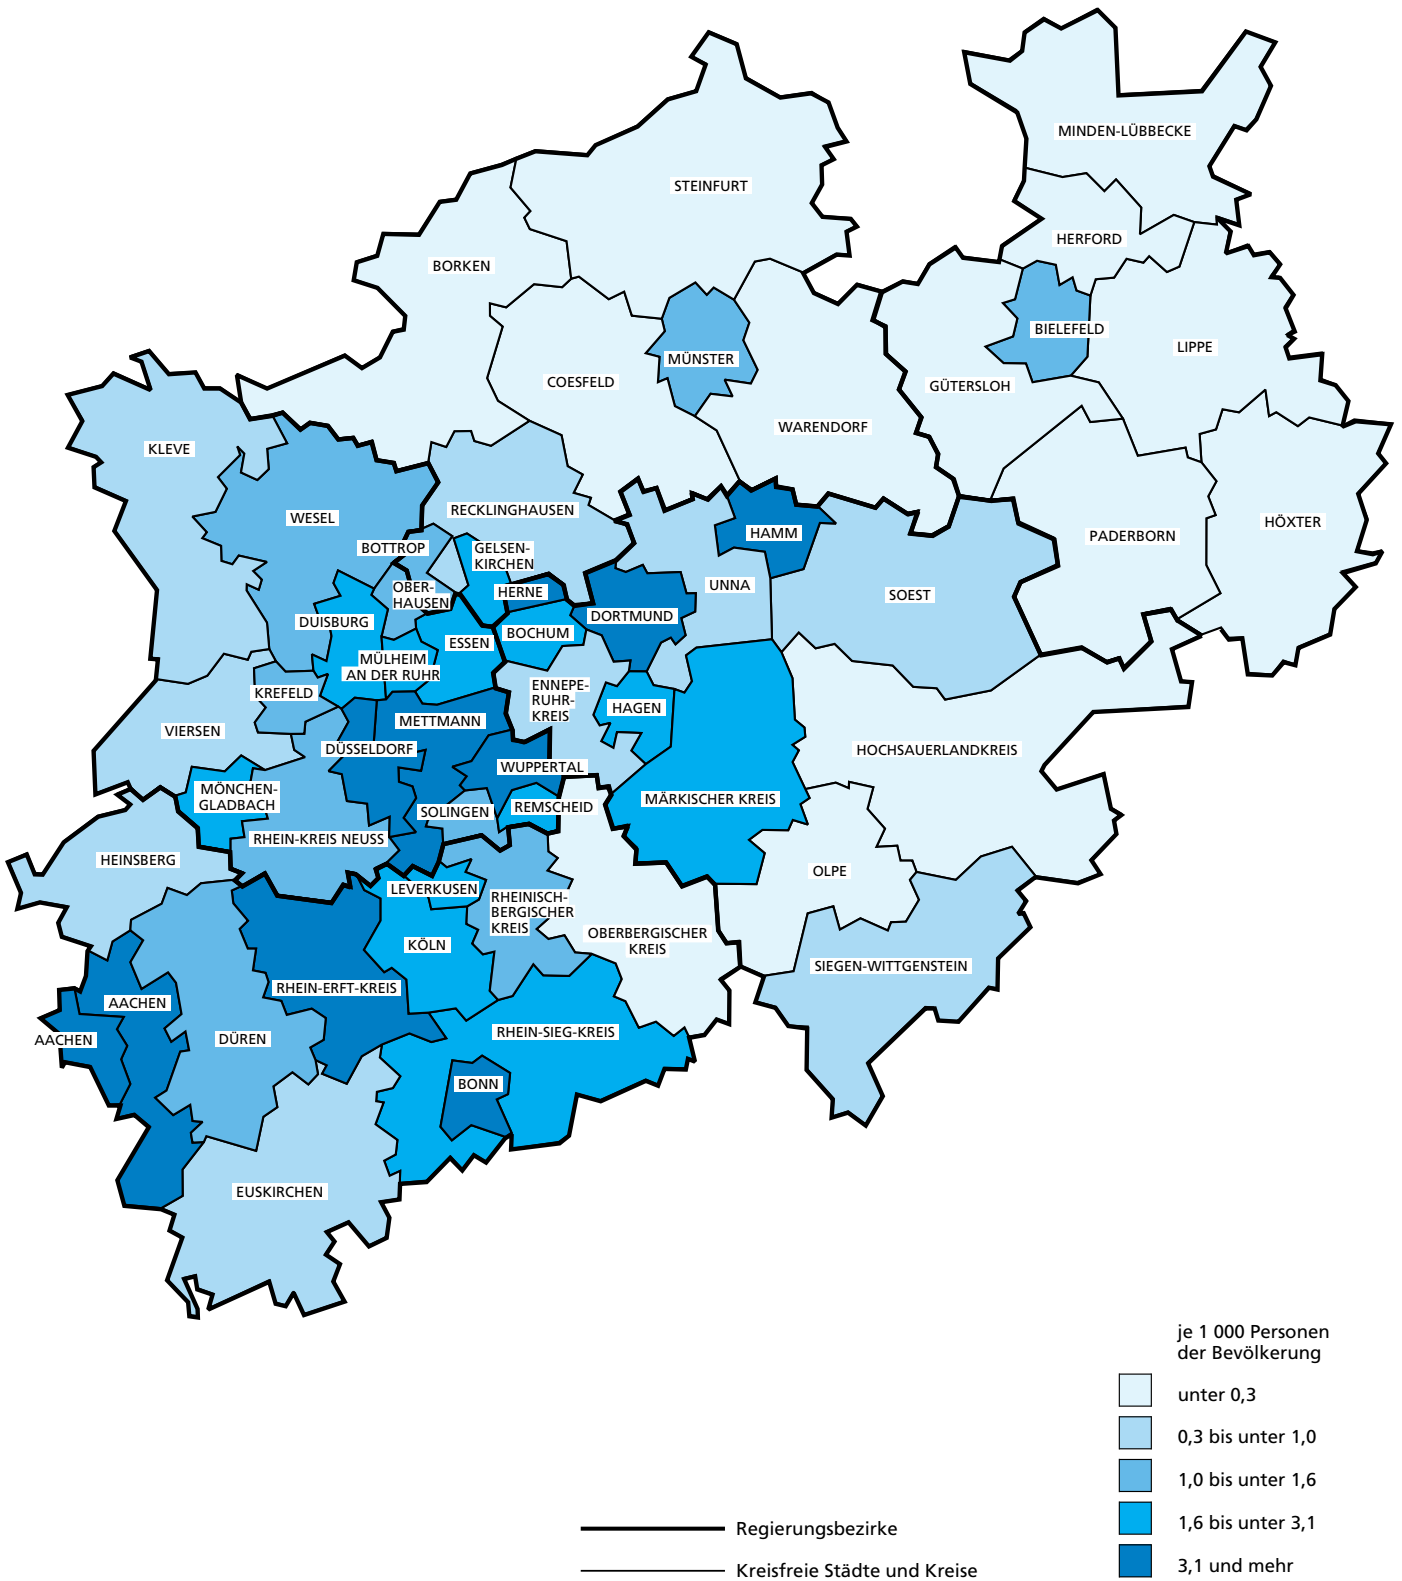 MINDEN-LÜBBECKE
STEINFURT
HERFORD
BORKEN
BIELEFELD
LIPPE
MÜNSTER
COESFELD
GÜTERSLOH
WARENDORF
KLEVE
RECKLINGHAUSEN
WESEL
HÖXTER
HAMM
PADERBORN
BOTTROP
GELSEN-
KIRCHEN
UNNA
OBER-
HAUSEN
HERNE
SOEST
DORTMUND
DUISBURG
BOCHUM
ESSEN
MÜLHEIM
AN DER RUHR
KREFELD
ENNEPE-
RUHR-
KREIS
HAGEN
METTMANN
VIERSEN
DÜSSELDORF
HOCHSAUERLANDKREIS
WUPPERTAL
MÖNCHEN-
GLADBACH
MÄRKISCHER KREIS
REMSCHEID
SOLINGEN
RHEIN-KREIS NEUSS
HEINSBERG
OLPE
LEVERKUSEN
RHEINISCH-
BERGISCHER
KREIS
OBERBERGISCHER
KREIS
KÖLN
SIEGEN-WITTGENSTEIN
RHEIN-ERFT-KREIS
AACHEN
RHEIN-SIEG-KREIS
AACHEN
DÜREN
BONN
EUSKIRCHEN
je 1 000 Personen
der Bevölkerung
unter 0,3
0,3 bis unter 1,0
1,0 bis unter 1,6
1,6 bis unter 3,1
3,1 und mehr
Regierungsbezirke
Kreisfreie Städte und Kreise